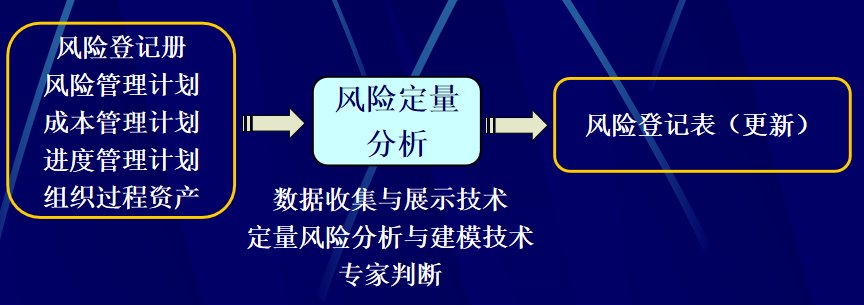 风险登记册
风险管理计划
成本管理计划
进度管理计划
组织过程资产
风险定量
分析
数据收集与展示技术
定量风险分析与建模技术
专家判断
风险登记表（更新）